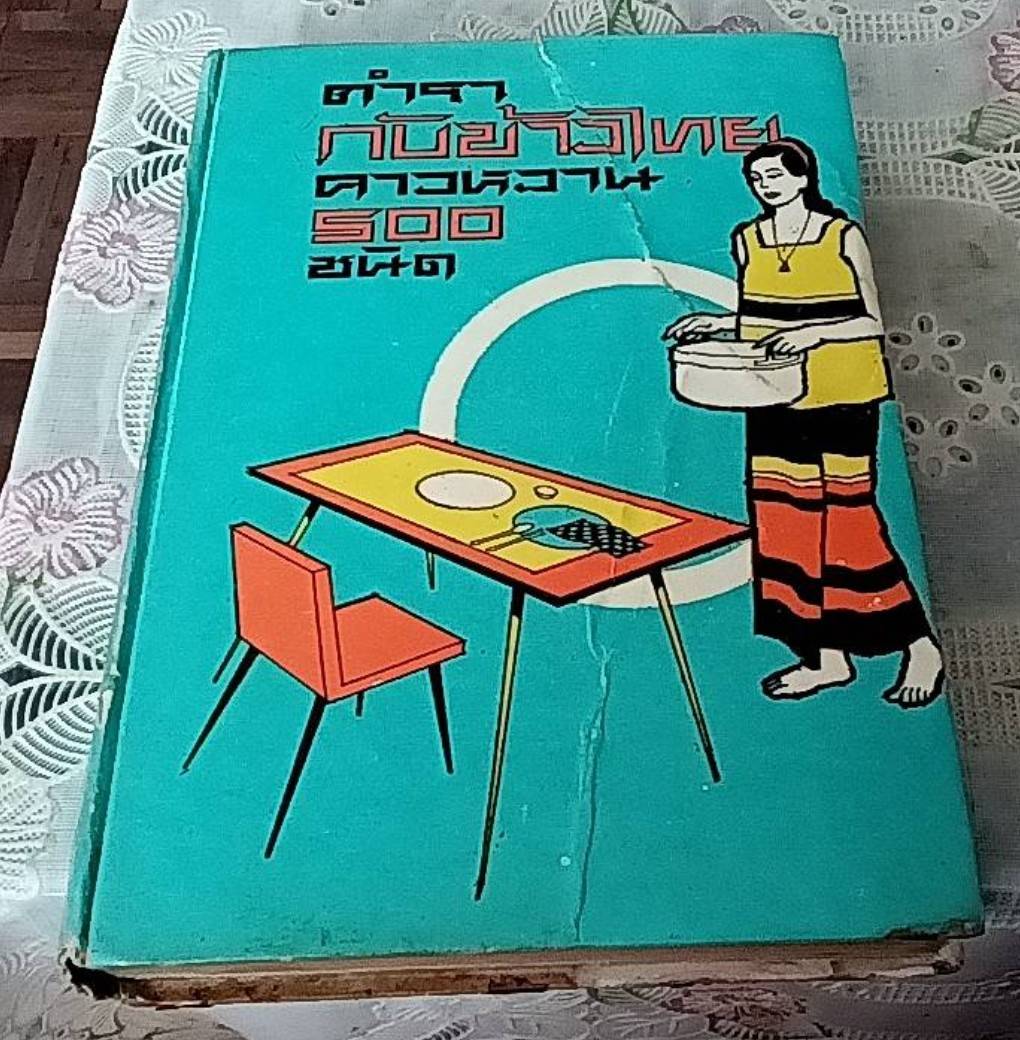 ตำรา
กับข้าวไทย
คาวหวาน
500
ชนิด